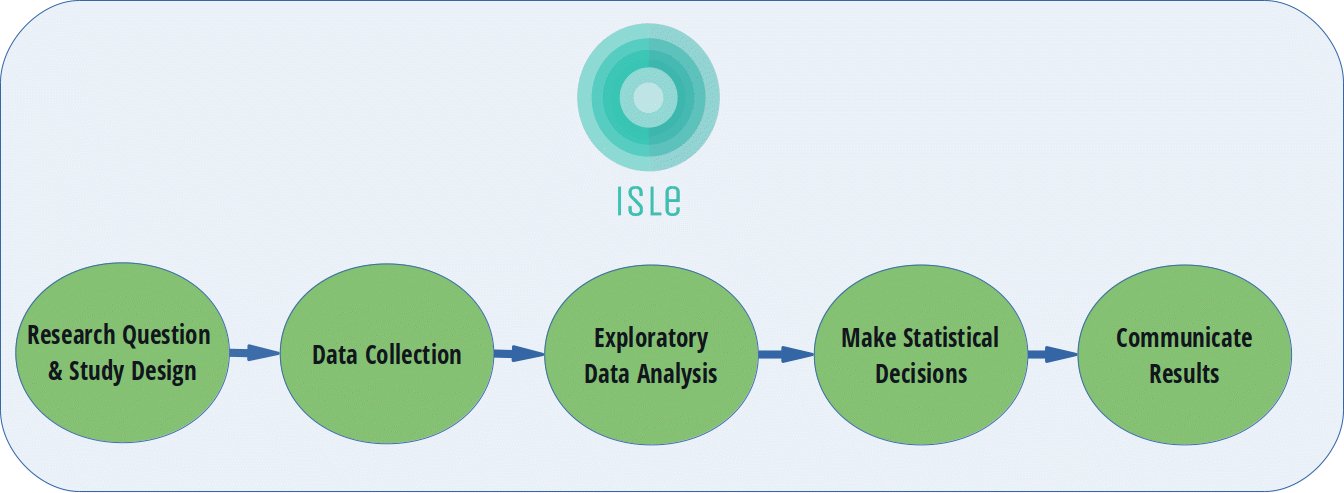 ISLe
Research Question
& Study Design
Data Collection
Exploratory
Data Analysis
Make Statistical
Decisions
Communicate
Results